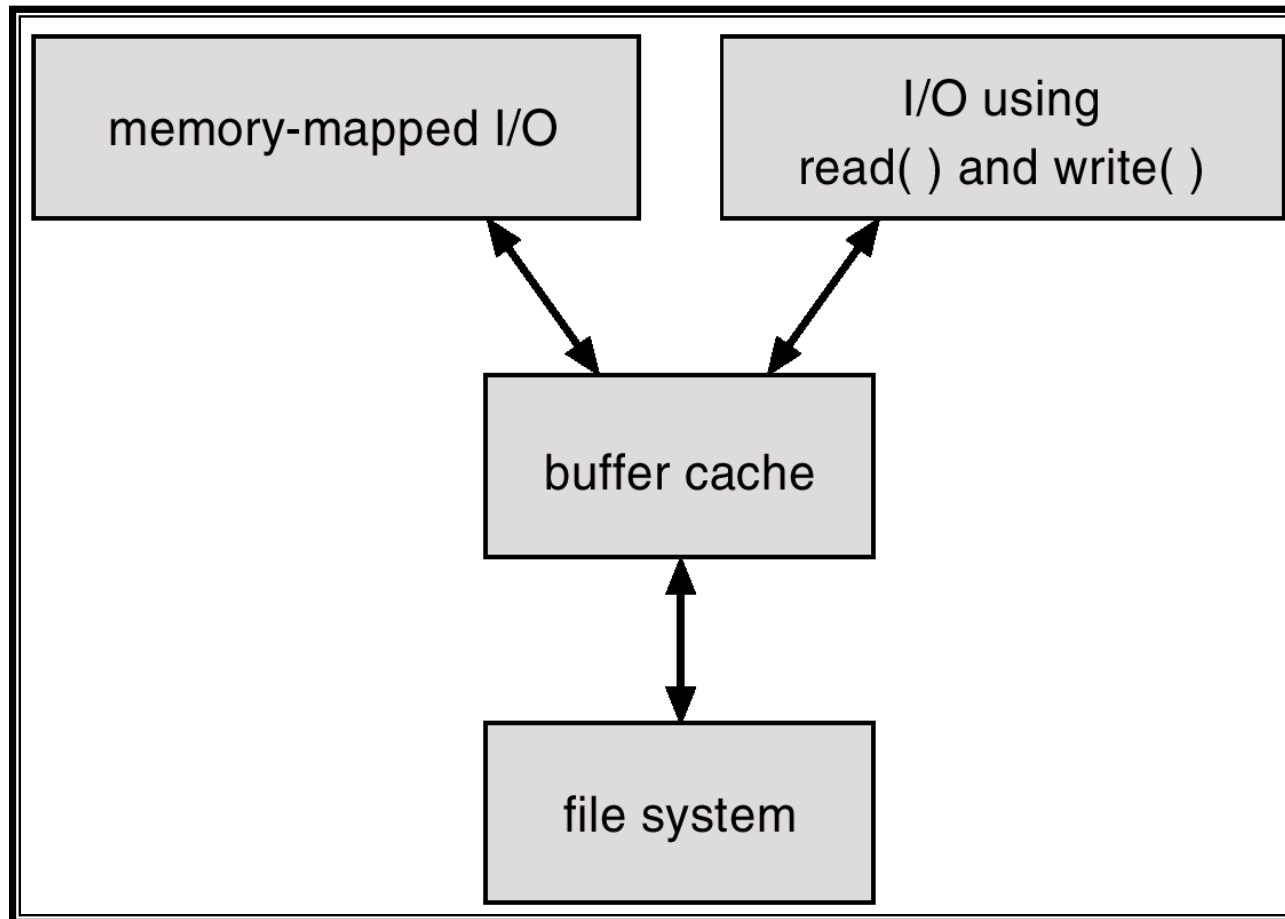 memory-mapped I/O
I/O using
read( ) and write( )
buffer cache
file system